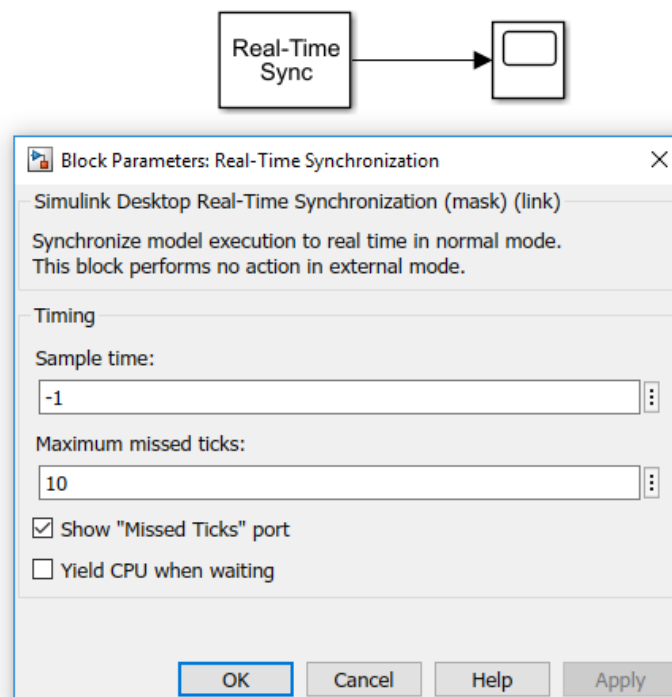 Real-Time
Sync
Block Parameters: Real-Time Synchronization
Simulink Desktop Real-Time Synchronization (mask) (link)
Synchronize model execution to real time in normal mode.
This block performs no action in external mode.
Timing
Sample time:
-1
Maximum missed ticks:
10
Show "Missed Ticks" port
Yield CPU when waiting
OK Cancel Help Apply